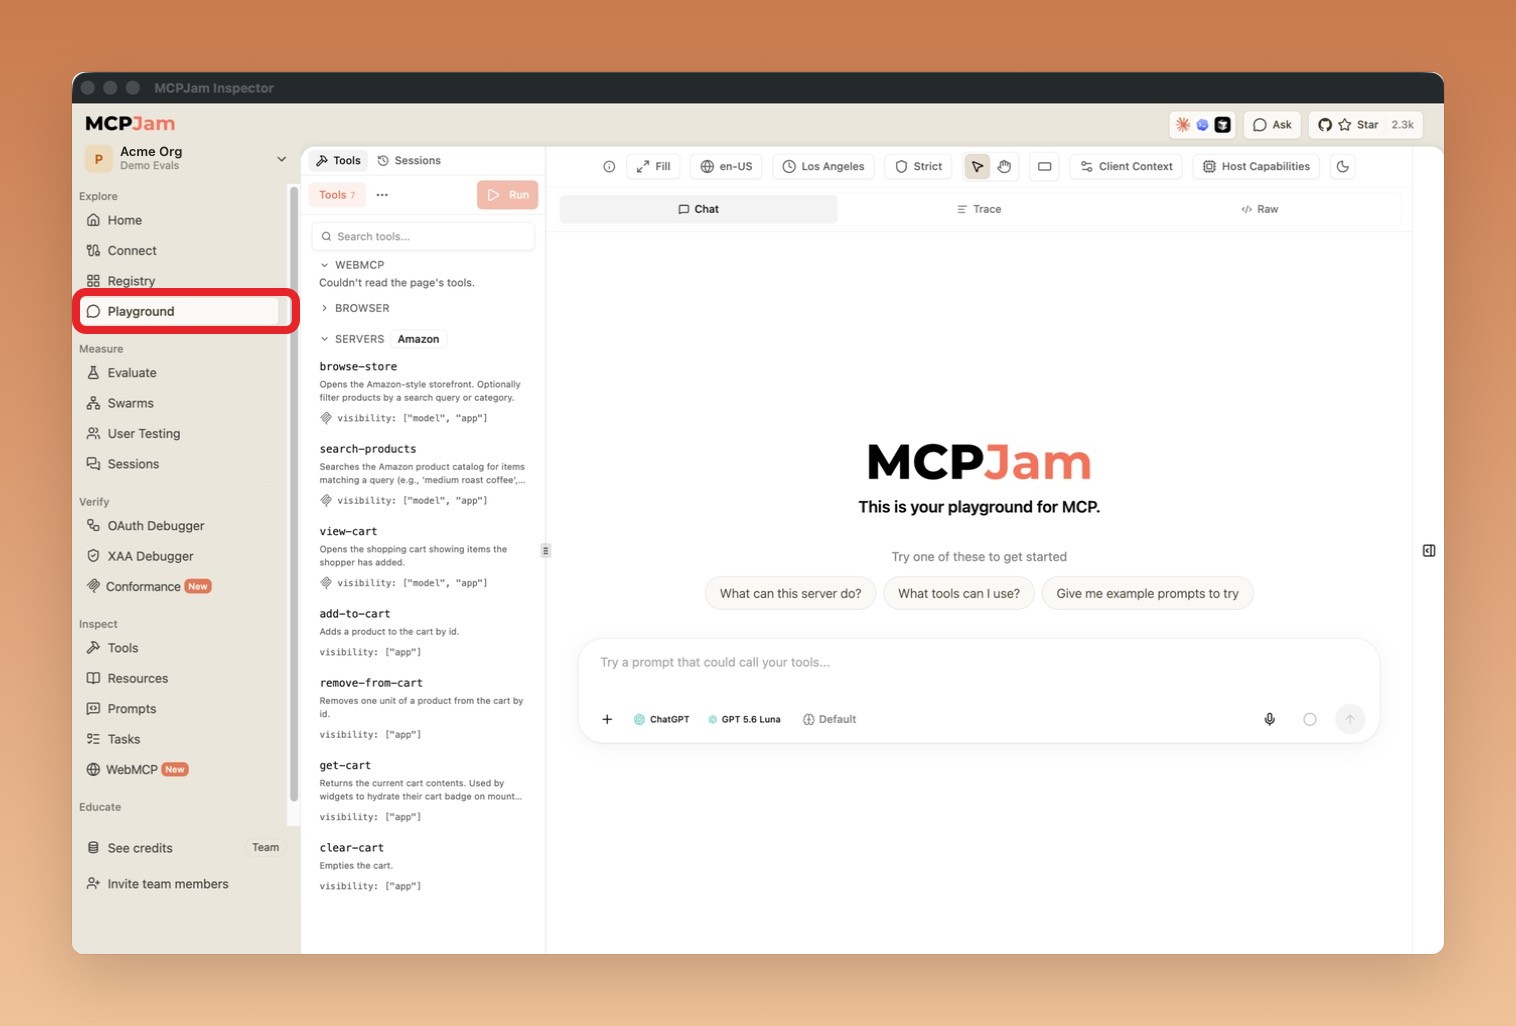 MCPJam Inspector
MCPJam
Ask
Star 2.3k
P
Acme Org
Demo Evals
Explore
Home
Connect
Registry
Playground
Measure
Evaluate
Swarms
User Testing
Sessions
Verify
OAuth Debugger
XAA Debugger
Conformance New
Inspect
Tools
Resources
Prompts
Tasks
WebMCP New
Educate
See credits Team
Invite team members
Tools Sessions
Tools 7 ••• Run
Search tools...
WEBMCP
Couldn't read the page's tools.
BROWSER
SERVERS Amazon
browse-store
Opens the Amazon-style storefront. Optionally
filter products by a search query or category.
visibility: ["model", "app"]
search-products
Searches the Amazon product catalog for items
matching a query (e.g., 'medium roast coffee',...
visibility: ["model", "app"]
view-cart
Opens the shopping cart showing items the
shopper has added.
visibility: ["model", "app"]
add-to-cart
Adds a product to the cart by id.
visibility: ["app"]
remove-from-cart
Removes one unit of a product from the cart by
id.
visibility: ["app"]
get-cart
Returns the current cart contents. Used by
widgets to hydrate their cart badge on mount...
visibility: ["app"]
clear-cart
Empties the cart.
visibility: ["app"]
Fill en-US Los Angeles Strict Client Context Host Capabilities
Chat Trace Raw
MCPJam
This is your playground for MCP.
Try one of these to get started
What can this server do? What tools can I use? Give me example prompts to try
Try a prompt that could call your tools...
ChatGPT GPT 5.6 Luna Default